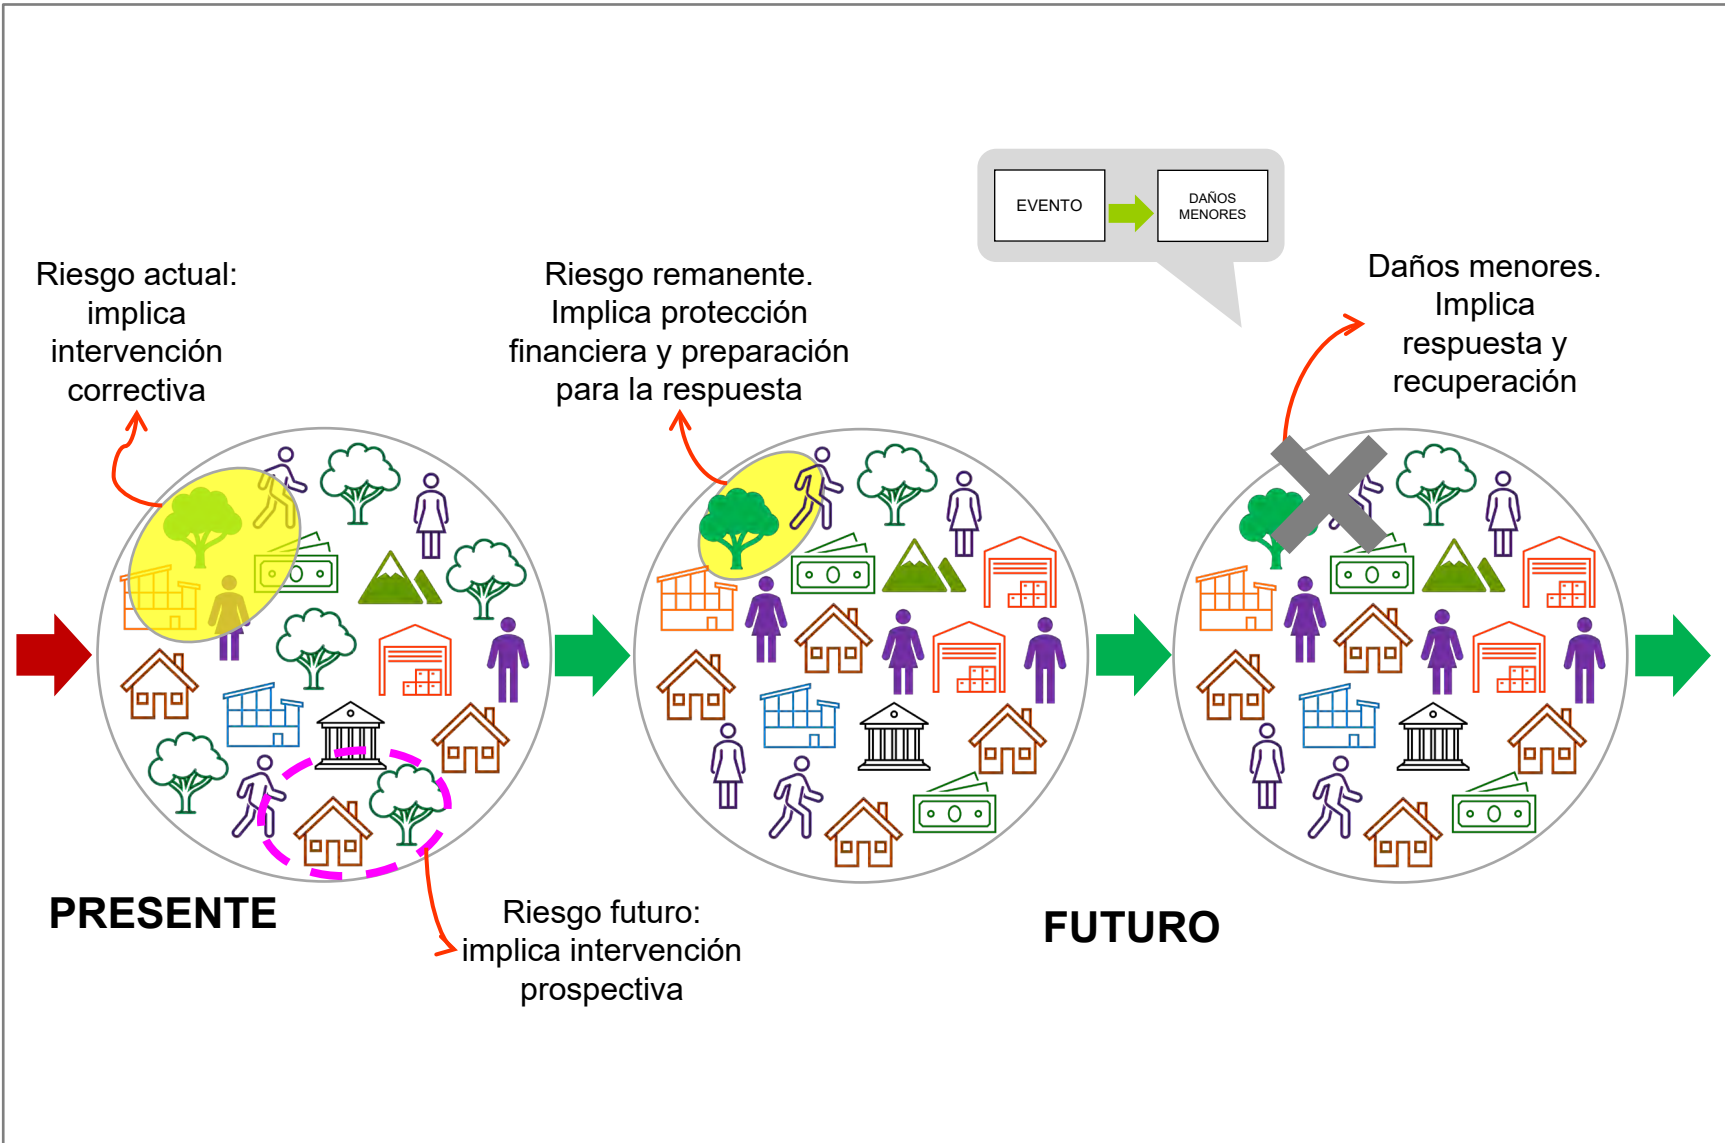 EVENTO
DAÑOS
MENORES
Riesgo actual:
implica
intervención
correctiva
Riesgo remanente.
Implica protección
financiera y preparación
para la respuesta
Daños menores.
Implica
respuesta y
recuperación
PRESENTE
Riesgo futuro:
implica intervención
prospectiva
FUTURO